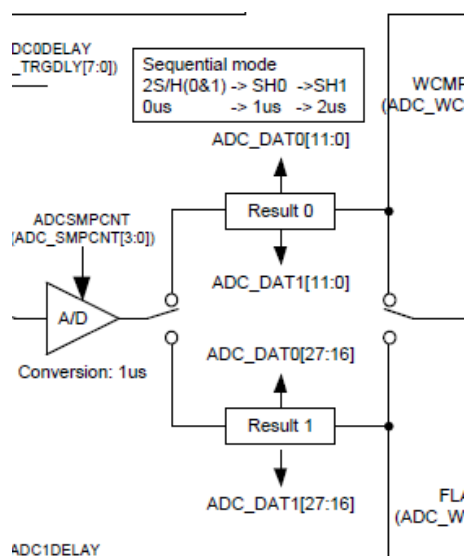 DC0DELAY
_TRGDLY[7:0])
Sequential mode
2S/H(0&1) -> SH0 ->SH1
0us -> 1us -> 2us
WCMP
(ADC_WC
ADC_DAT0[11:0]
Result 0
ADCSMPCNT
(ADC_SMPCNT[3:0])
ADC_DAT1[11:0]
A/D
ADC_DAT0[27:16]
Conversion: 1us
Result 1
ADC_DAT1[27:16]
FLA
(ADC_W
ADC1DELAY